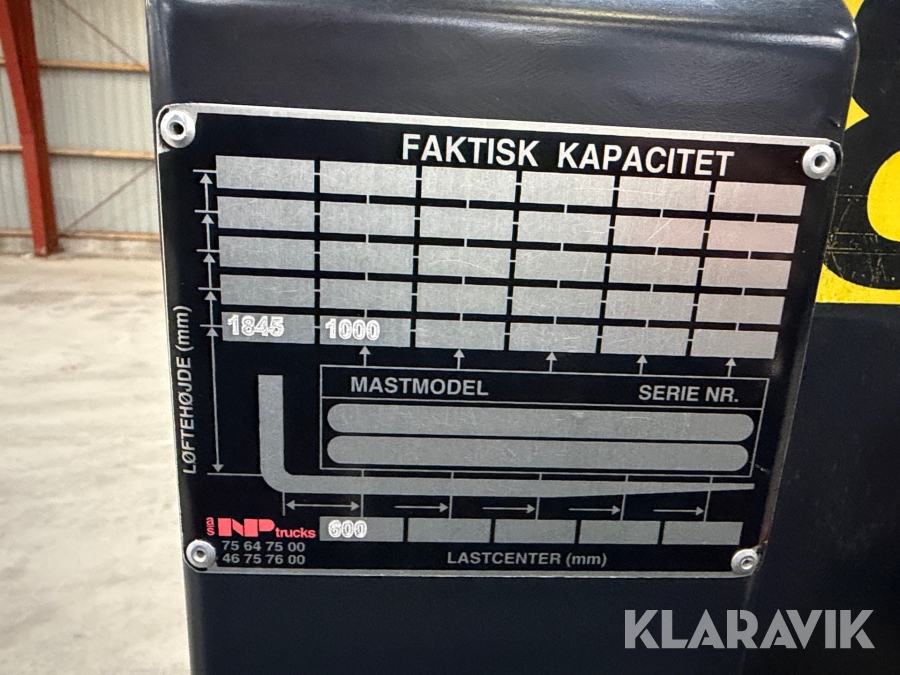 FAKTISK KAPACITET
LØFTEHØJDE (mm)
1845 1000
MASTMODEL SERIE NR.
600
aps NP trucks
75 64 75 00
46 75 76 00
LASTCENTER (mm)
KLARAVIK